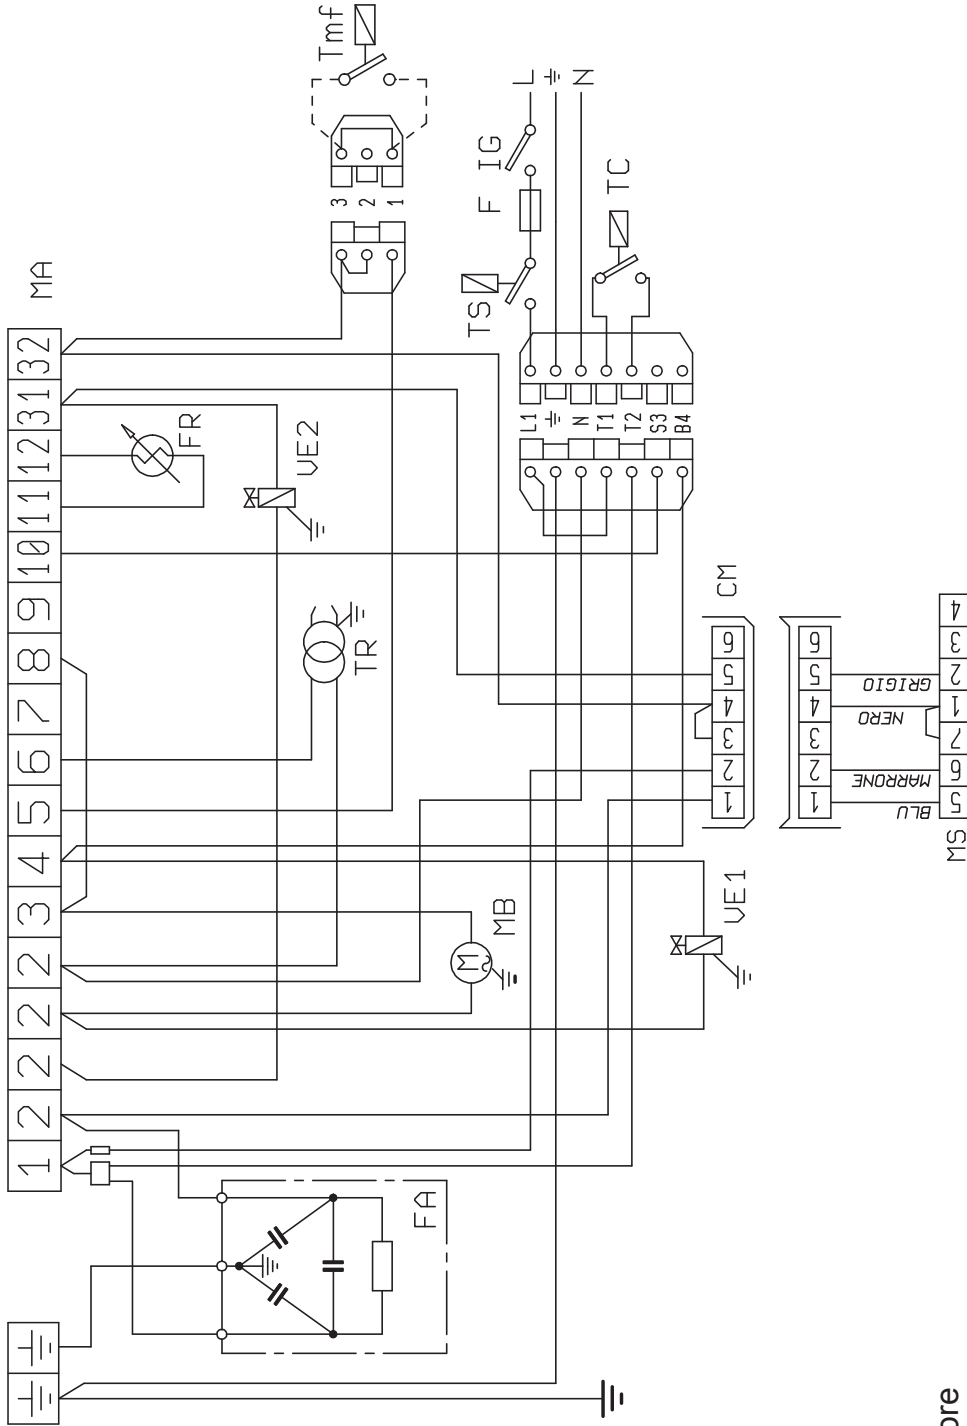 MA
1 2 2 2 2 3 4 5 6 7 8 9 10 11 12 31 32
Tmf
3
2
1
IG
F
TS
L
N
TC
FR
VE2
TR
L1
N
T1
T2
S3
B4
MB
M
VE1
FA
CM
1 2 3 4 5 6
1 2 3 4 5 6
BLU
MARRONE
NERO
GRIGIO
5 6 7 1 2 3 4
MS
ore